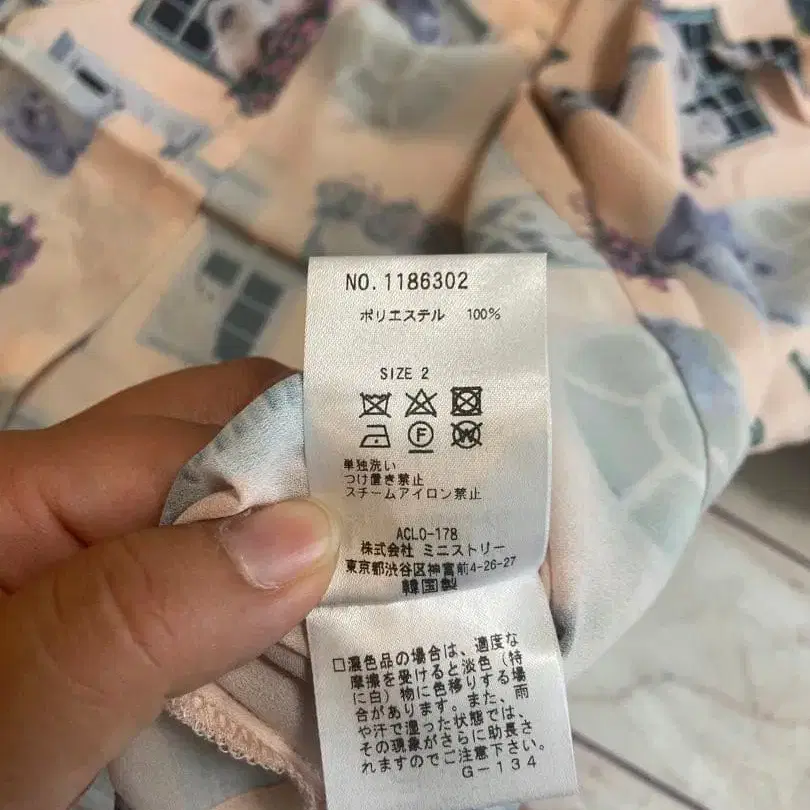 NO.1186302
ポリエステル 100%
SIZE 2
F
W
単独洗い
つけ置き禁止
スチームアイロン禁止
ACLO-178
株式会社 ミニストリー
東京都渋谷区神宮前4-26-27
韓国製
□濃色品の場合は、適度な
摩擦を受けると淡色(特
に白)物に色移りする場
合があります。また、雨
や汗で湿った状態では、
その現象がさらに助長さ
れますのでご注意下さい。
G-134